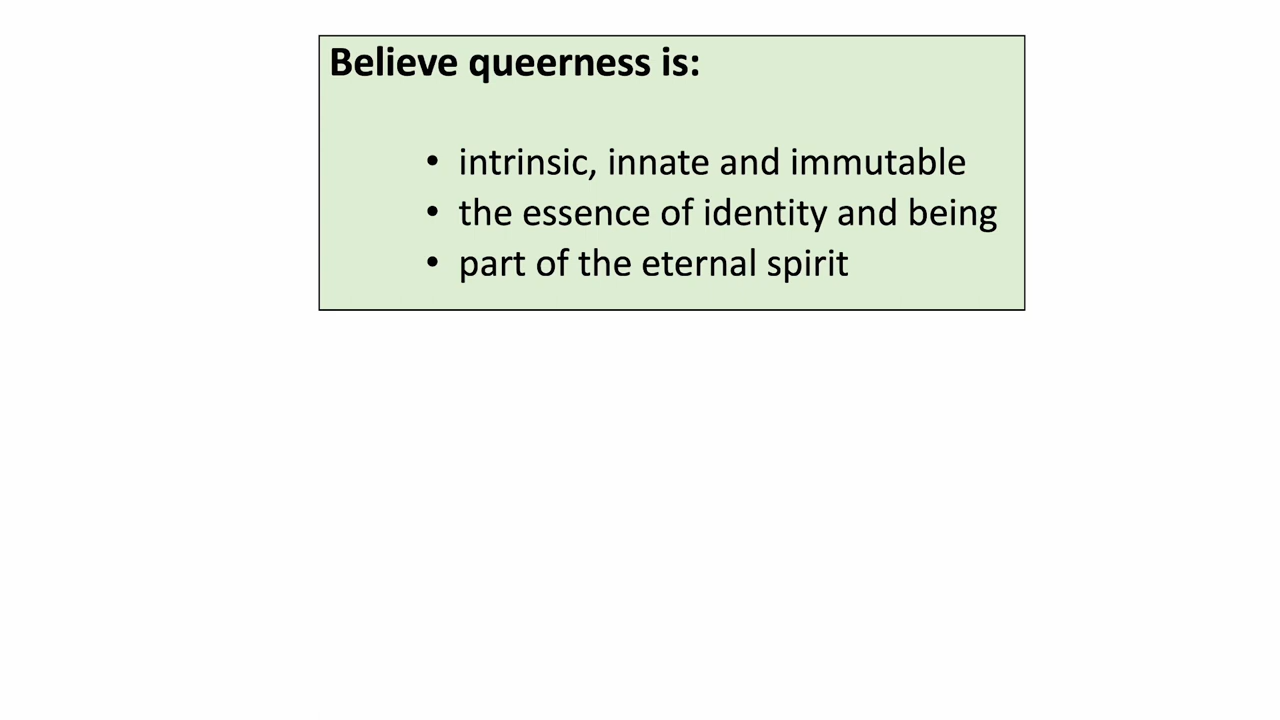 Believe queerness is:
• intrinsic, innate and immutable
• the essence of identity and being
• part of the eternal spirit